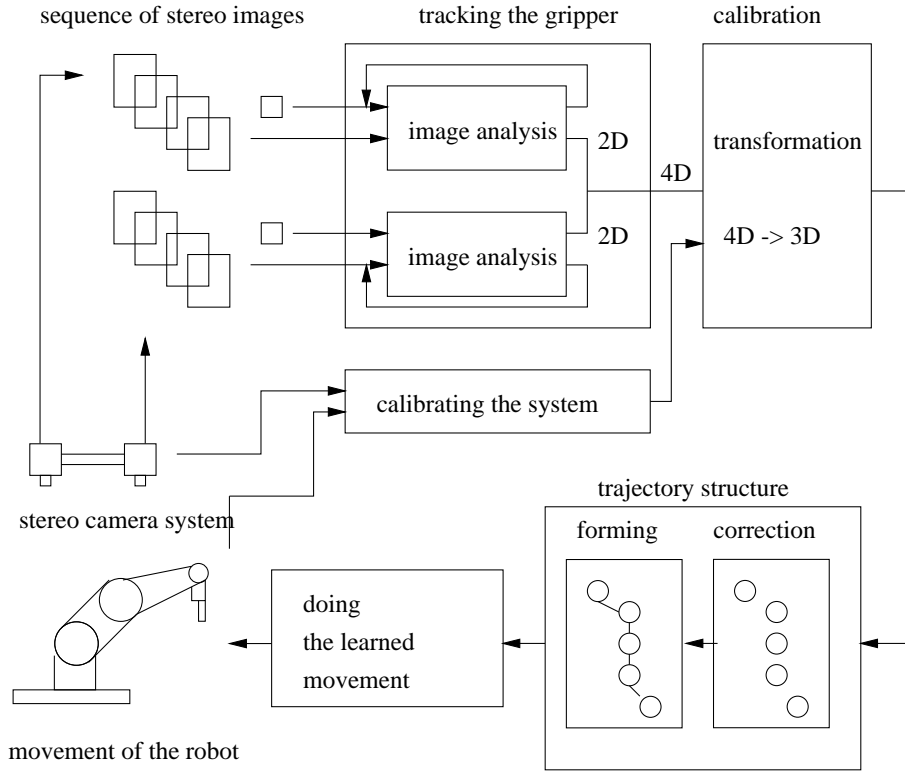 sequence of stereo images
tracking the gripper
calibration
image analysis
2D
4D
transformation
image analysis
2D
4D -> 3D
calibrating the system
stereo camera system
trajectory structure
forming
correction
doing
the learned
movement
movement of the robot